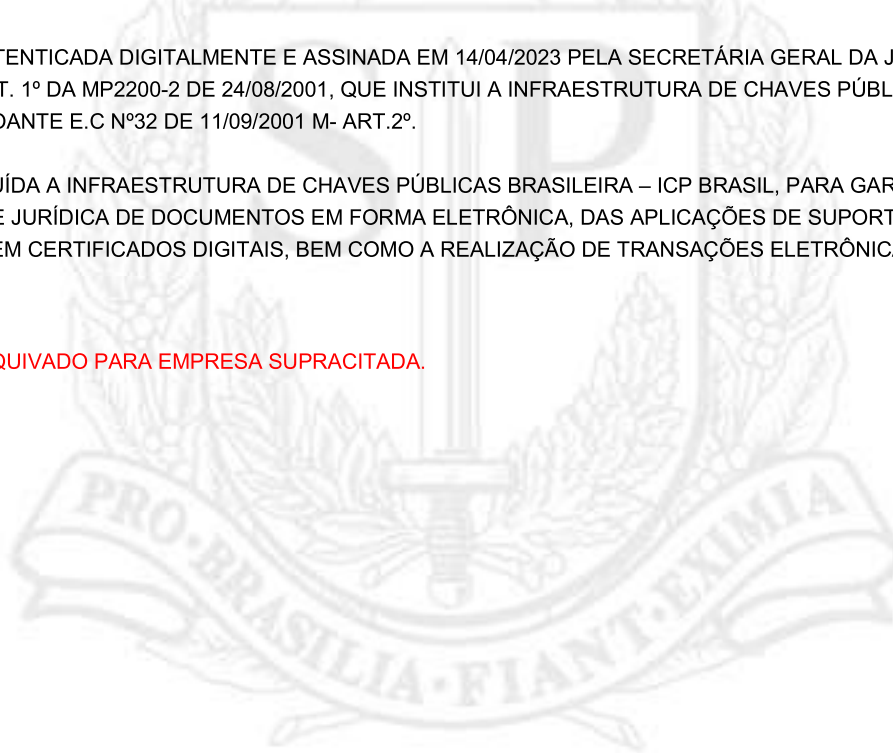 TENTICADA DIGITALMENTE E ASSINADA EM 14/04/2023 PELA SECRETÁRIA GERAL DA J
T. 1º DA MP2200-2 DE 24/08/2001, QUE INSTITUI A INFRAESTRUTURA DE CHAVES PÚBL
DANTE E.C Nº32 DE 11/09/2001 M- ART.2º.
UÍDA A INFRAESTRUTURA DE CHAVES PÚBLICAS BRASILEIRA – ICP BRASIL, PARA GAR
E JURÍDICA DE DOCUMENTOS EM FORMA ELETRÔNICA, DAS APLICAÇÕES DE SUPORT
EM CERTIFICADOS DIGITAIS, BEM COMO A REALIZAÇÃO DE TRANSAÇÕES ELETRÔNICA
QUIVADO PARA EMPRESA SUPRACITADA.
SP
PRO·BRASILIA·FIANT·EXIMIA